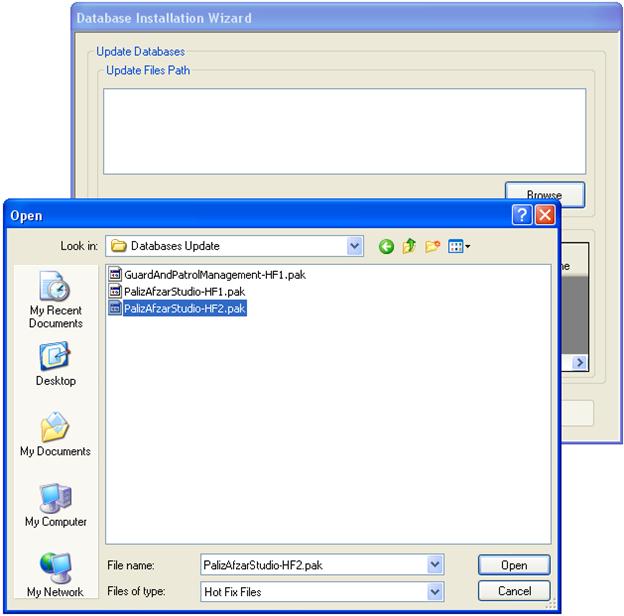 Database Installation Wizard
Update Databases
Update Files Path
Browse
Open
Look in:
Databases Update
GuardAndPatrolManagement-HF1.pak
PalizAfzarStudio-HF1.pak
PalizAfzarStudio-HF2.pak
My Recent
Documents
Desktop
My Documents
My Computer
My Network
File name:
PalizAfzarStudio-HF2.pak
Open
Files of type:
Hot Fix Files
Cancel